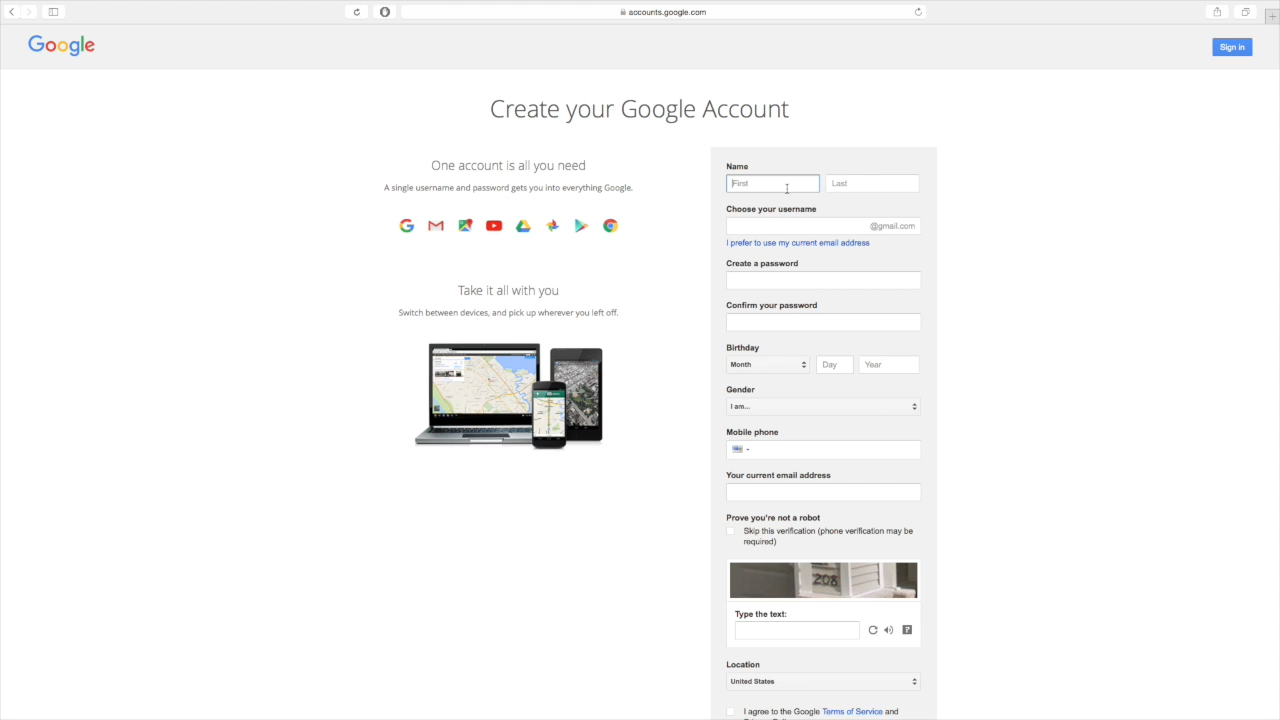 accounts.google.com
Google
Sign in
Create your Google Account
One account is all you need
A single username and password gets you into everything Google.
Take it all with you
Switch between devices, and pick up wherever you left off.
Name
First
Last
Choose your username
@gmail.com
I prefer to use my current email address
Create a password
Confirm your password
Birthday
Month
Day
Year
Gender
I am...
Mobile phone
Your current email address
Prove you're not a robot
Skip this verification (phone verification may be
required)
208
Type the text:
Location
United States
I agree to the Google Terms of Service and